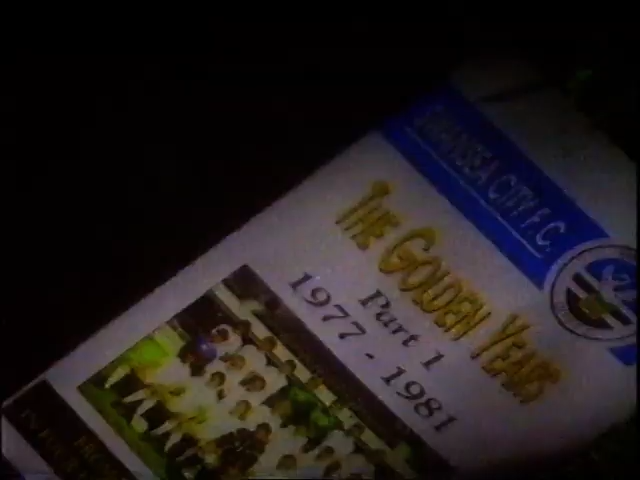 SWANSEA CITY F.C.
THE GOLDEN YEARS
Part 1
1977 - 1981